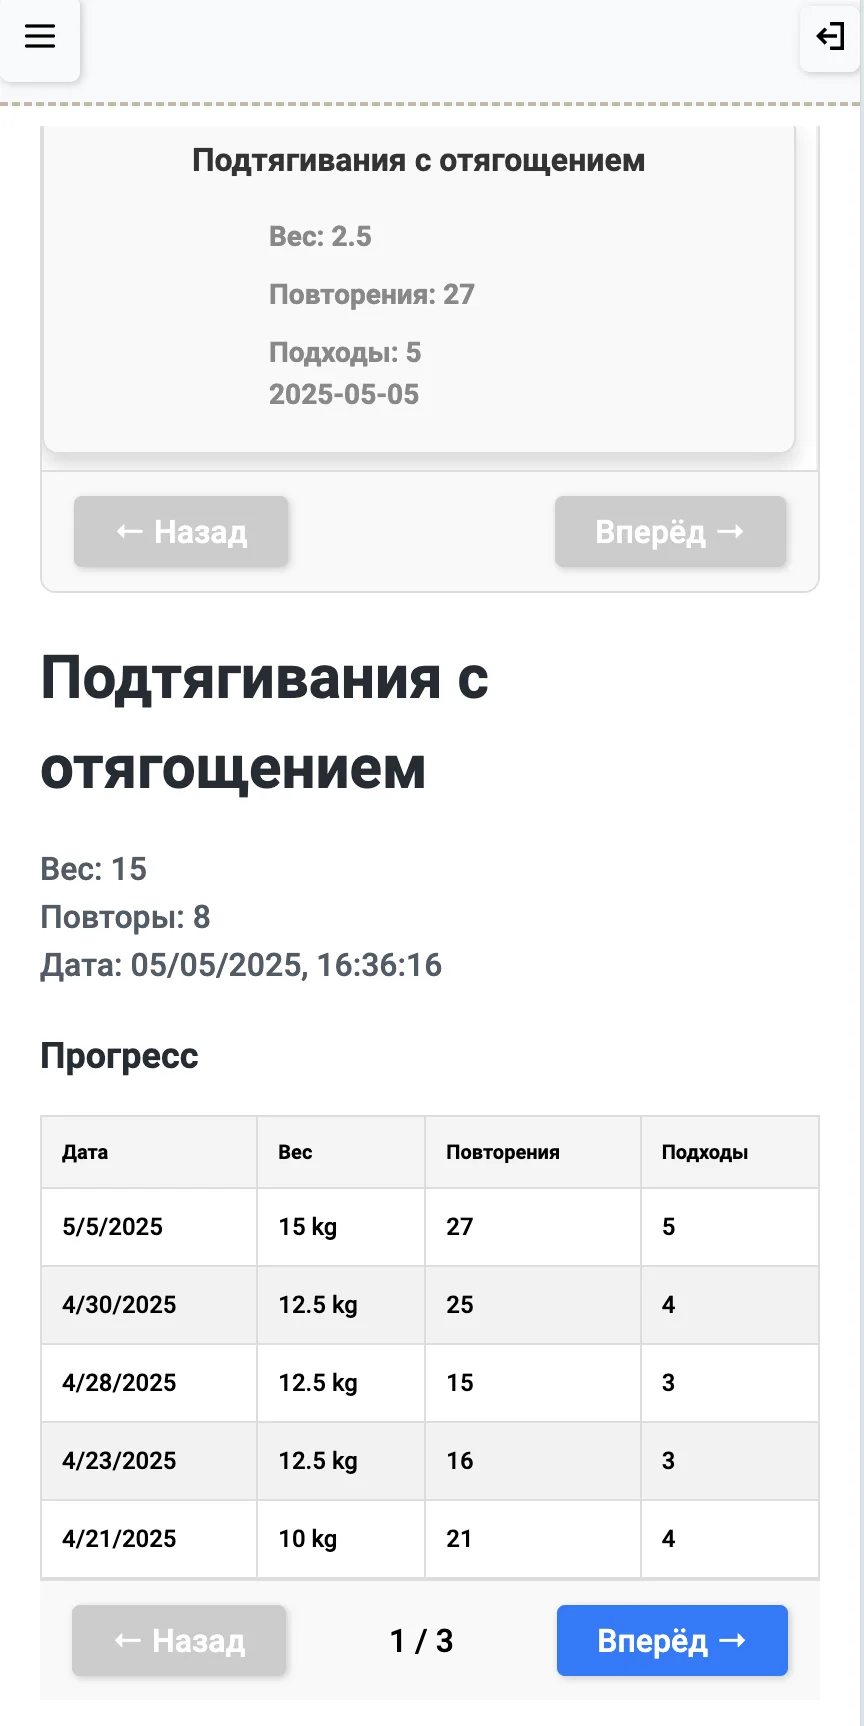 Подтягивания с отягощением
Вес: 2.5
Повторения: 27
Подходы: 5
2025-05-05
← Назад
Вперёд →
Подтягивания с
отягощением
Вес: 15
Повторы: 8
Дата: 05/05/2025, 16:36:16
Прогресс
Дата Вес Повторения Подходы
5/5/2025 15 kg 27 5
4/30/2025 12.5 kg 25 4
4/28/2025 12.5 kg 15 3
4/23/2025 12.5 kg 16 3
4/21/2025 10 kg 21 4
← Назад 1 / 3 Вперёд →